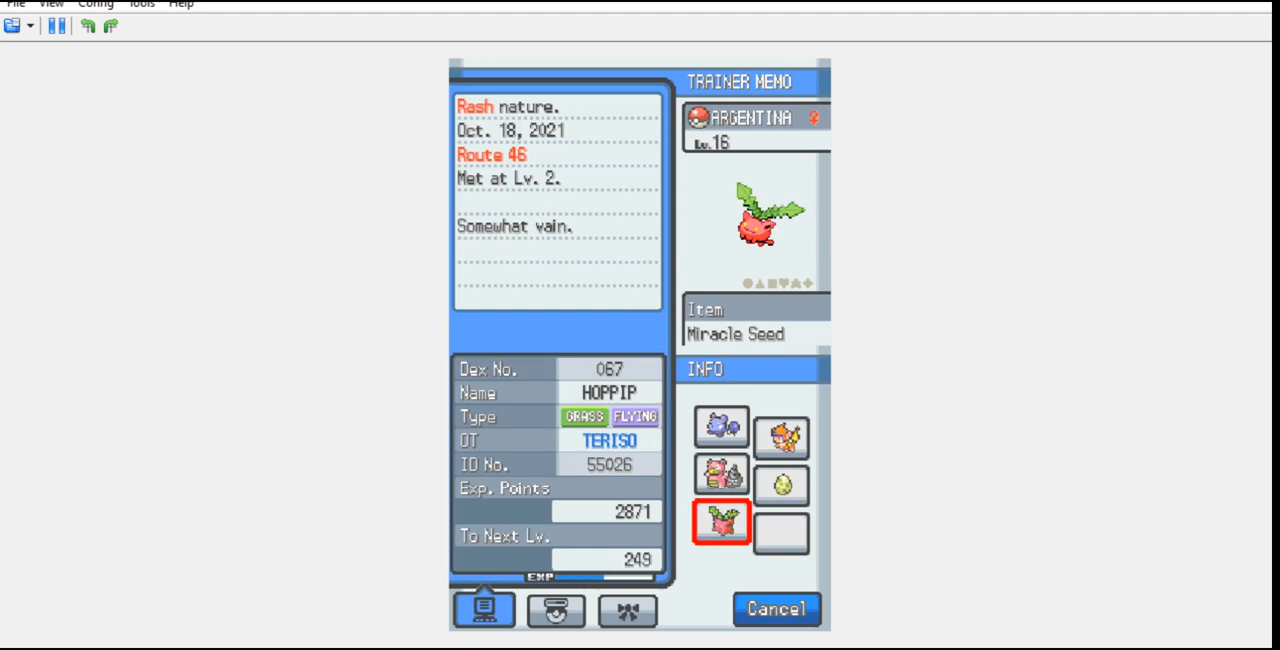 File View Config Tools Help
TRAINER MEMO
Rash nature.
Oct. 18, 2021
Route 46
Met at Lv. 2.
Somewhat vain.
ARGENTINA ♀
Lv.16
Item
Miracle Seed
INFO
Dex No. 067
Name HOPPIP
Type GRASS FLYING
OT TERISO
ID No. 55026
Exp. Points
2871
To Next Lv.
249
EXP
Cancel